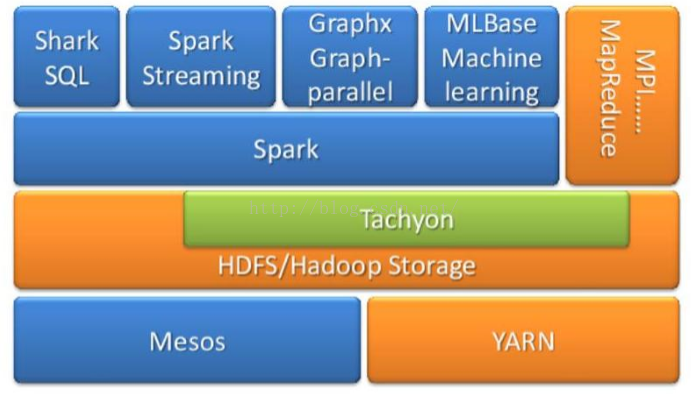 Shark
SQL
Spark
Streaming
Graphx
Graph-
parallel
MLBase
Machine
learning
MPI......
MapReduce
Spark
Tachyon
HDFS/Hadoop Storage
Mesos
YARN